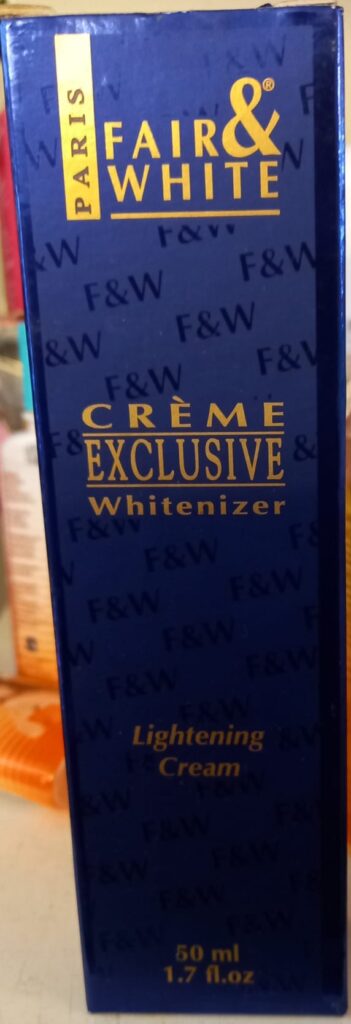 PARIS
FAIR &®
WHITE
F&W
F&W
F&W
&W
F&W
CRÈME
EXCLUSIVE
Whitenizer
F&W
F&W
F&W
F&W
F&W
F&W
F&W
Lightening
Cream
F&W
F&W
F&W
50 ml
1.7 fl.oz